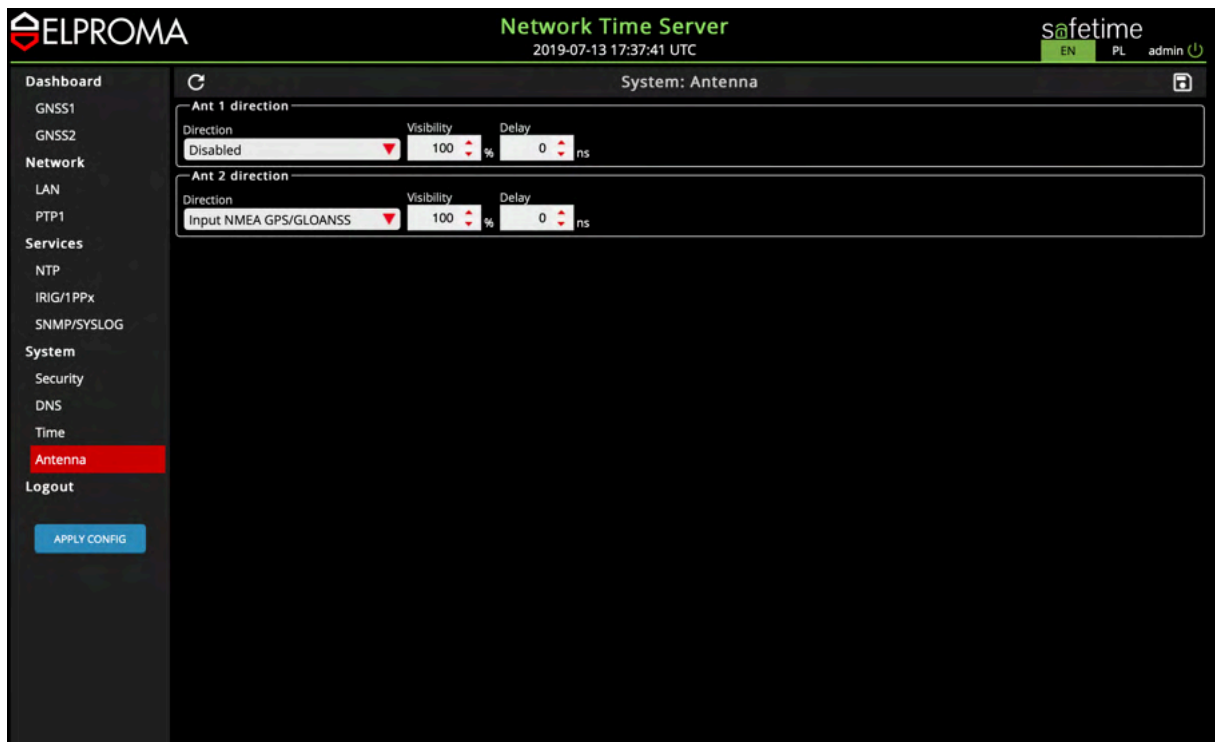 ELPROMA
Network Time Server
2019-07-13 17:37:41 UTC
safetime
EN PL admin
Dashboard
GNSS1
GNSS2
Network
LAN
PTP1
Services
NTP
IRIG/1PPx
SNMP/SYSLOG
System
Security
DNS
Time
Antenna
Logout
APPLY CONFIG
System: Antenna
Ant 1 direction
Direction Visibility Delay
Disabled 100 % 0 ns
Ant 2 direction
Direction Visibility Delay
Input NMEA GPS/GLOANSS 100 % 0 ns